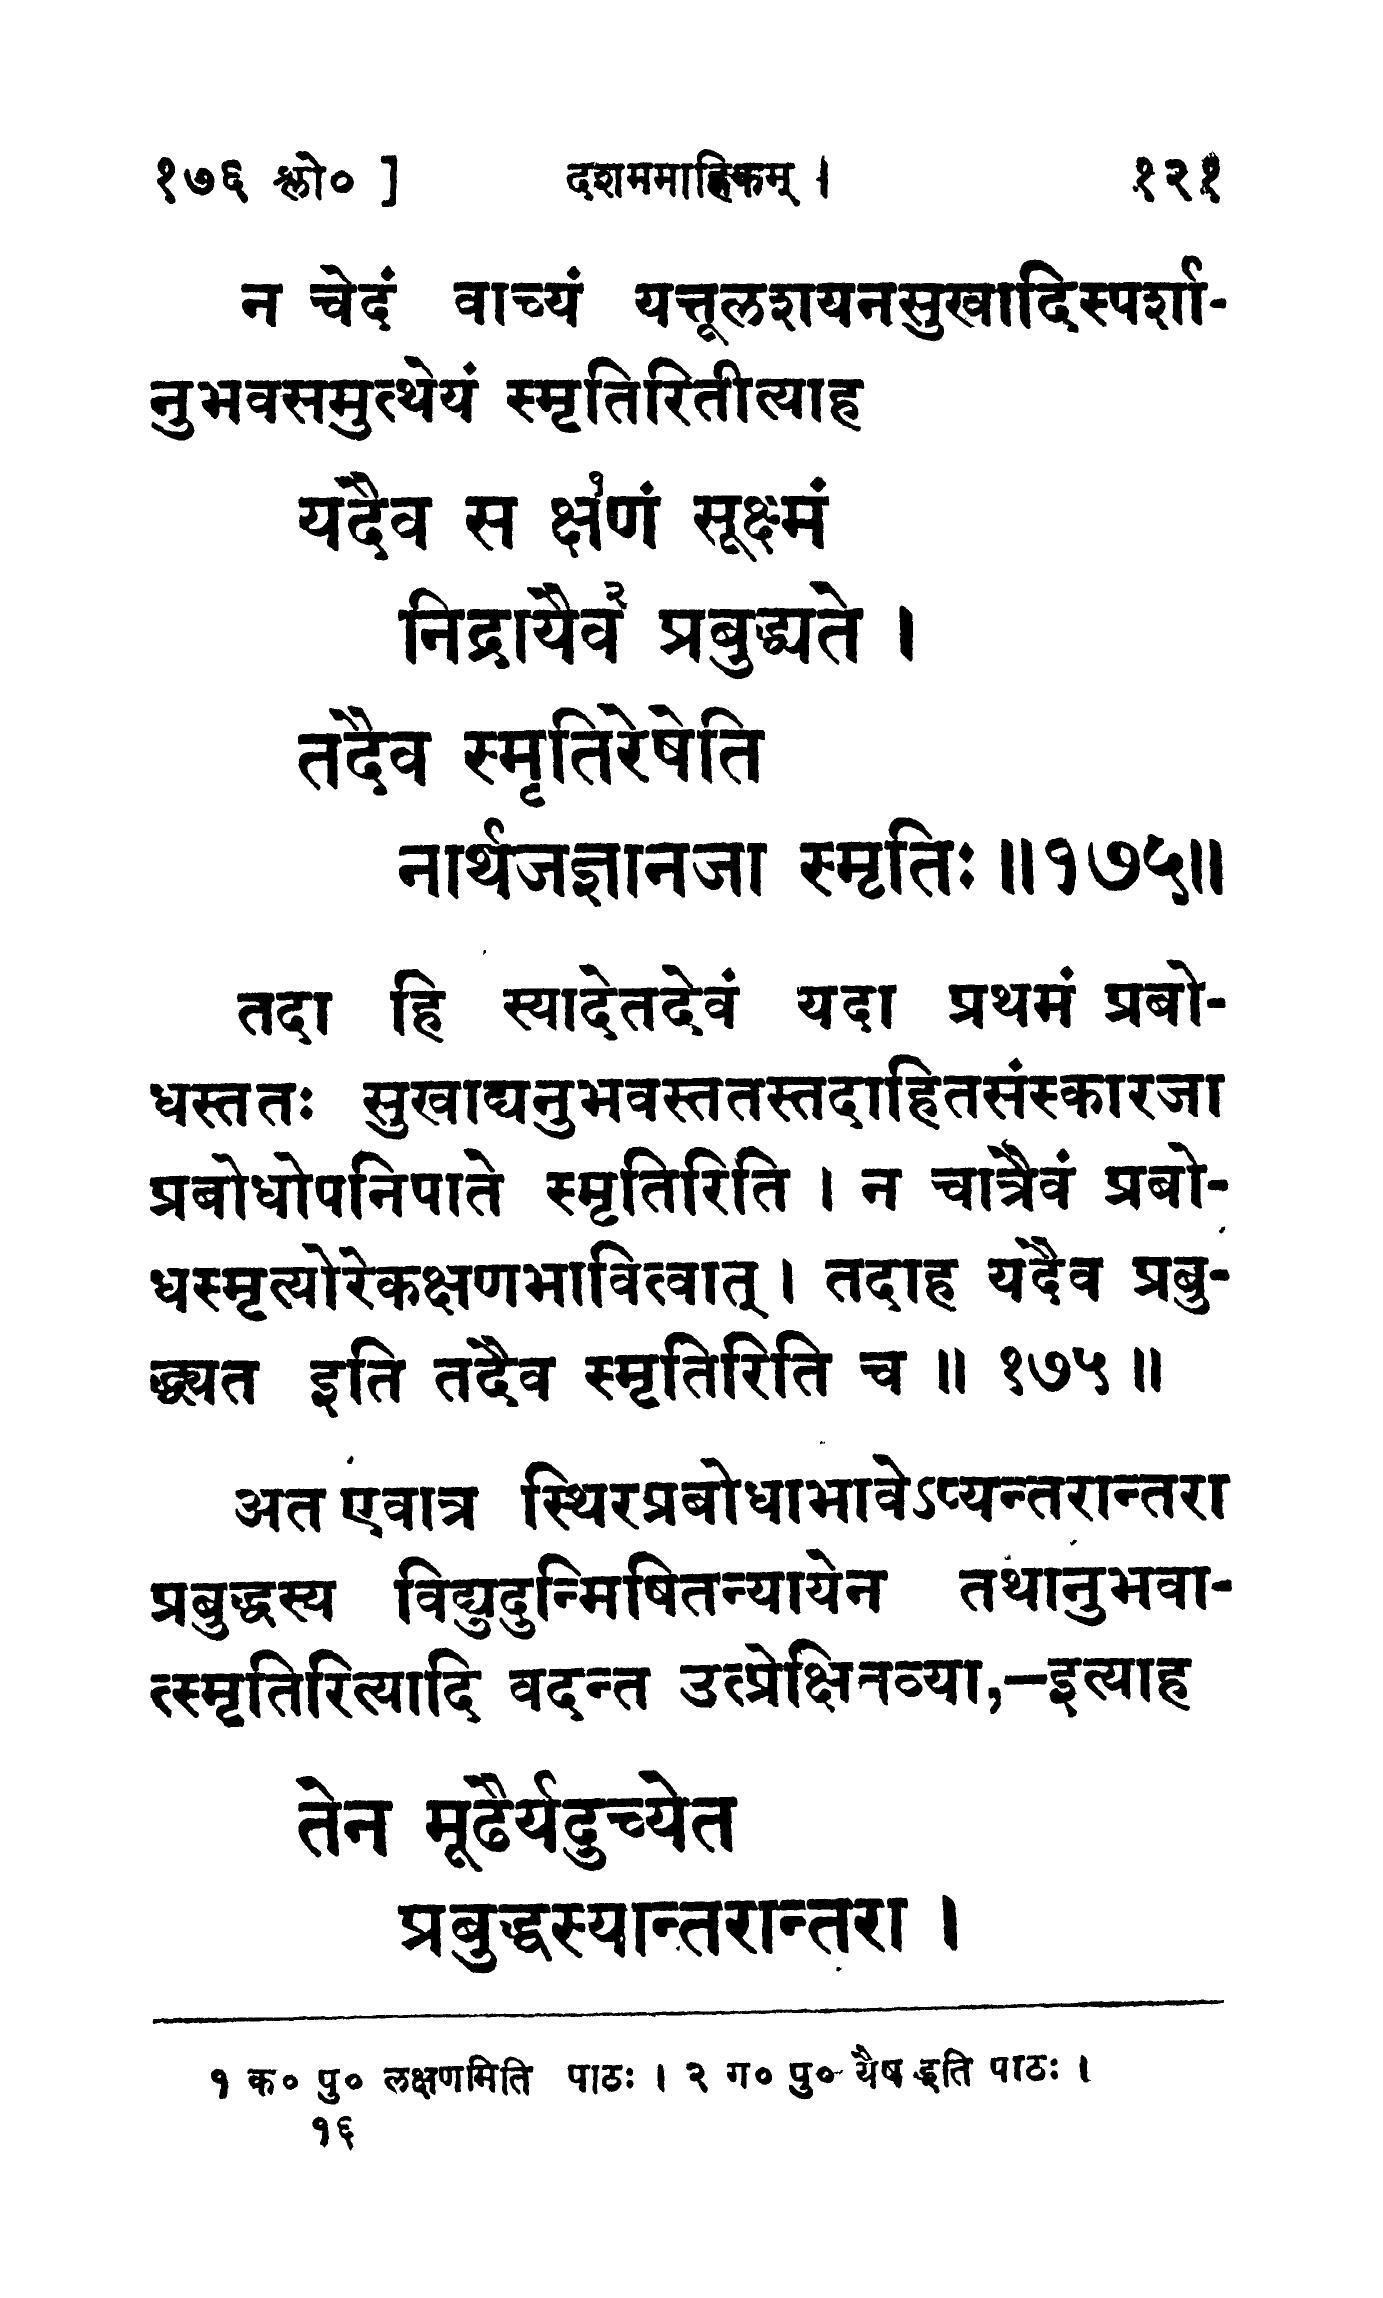 १७६ श्लो० ] दशममाह्निकम् । १२१
न चेदं वाच्यं यत्तूलशयनसुखादिस्पर्शा-
नुभवसमुत्थेयं स्मृतिरितीत्याह
यदैव स क्ष१णं सूक्ष्मं
निद्रायैव२ प्रबुद्ध्यते ।
तदैव स्मृतिरेषेति
नार्थजज्ञानजा स्मृतिः ॥१७५॥
तदा हि स्यादेतदेवं यदा प्रथमं प्रबो-
धस्ततः सुखाद्यनुभवस्ततस्तदाहितसंस्कारजा
प्रबोधोपनिपाते स्मृतिरिति । न चात्रैवं प्रबो-
धस्मृत्योरेकक्षणभावित्वात् । तदाह यदैव प्रबु-
द्ध्यत इति तदैव स्मृतिरिति च ॥ १७५ ॥
अत एवात्र स्थिरप्रबोधाभावेऽप्यन्तरान्तरा
प्रबुद्धस्य विद्युदुन्मिषितन्यायेन तथानुभवा-
त्स्मृतिरित्यादि वदन्त उत्प्रेक्षितव्या,—इत्याह
तेन मूढैर्यदुच्येत
प्रबुद्धस्यान्तरान्तरा ।
१ क० पु० लक्षणमिति पाठः । २ ग० पु० यैष इति पाठः ।
१६